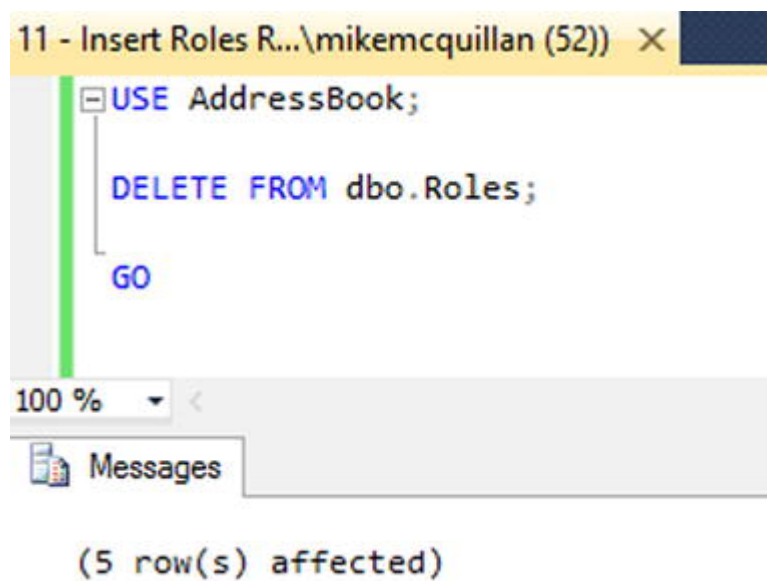 11 - Insert Roles R...\mikemcquillan (52))
USE AddressBook;
DELETE FROM dbo.Roles;
GO
100 %
Messages
(5 row(s) affected)